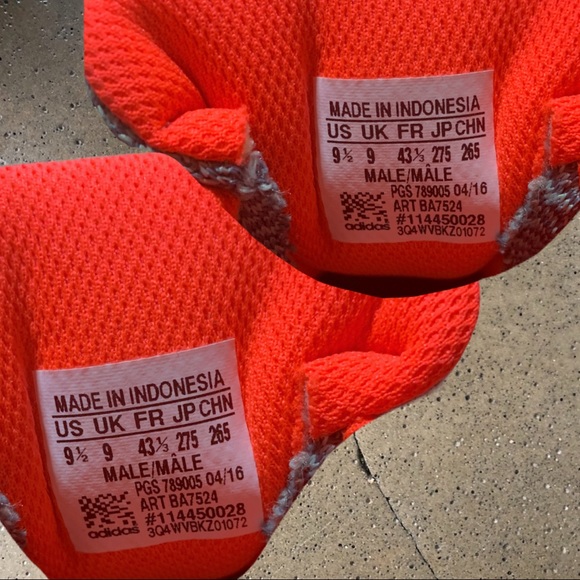 MADE IN INDONESIA
US UK FR JP CHN
9½ 9 43⅓ 275 265
MALE/MÂLE
PGS 789005 04/16
ART BA7524
#114450028
adidas 3Q4WVBKZ01072
MADE IN INDONESIA
US UK FR JP CHN
9½ 9 43⅓ 275 265
MALE/MÂLE
PGS 789005 04/16
ART BA7524
#114450028
adidas 3Q4WVBKZ01072